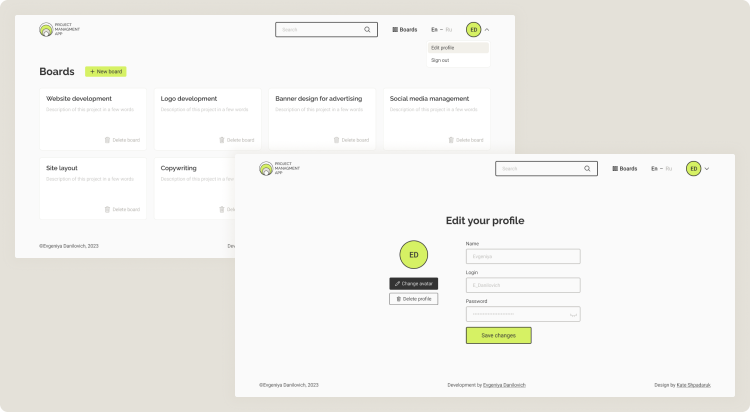 PROJECT
MANAGMENT
APP
Search
Boards
En – Ru
ED
Edit profile
Sign out
Boards
+ New board
Website development
Description of this project in a few words
Delete board
Logo development
Description of this project in a few words
Delete board
Banner design for advertising
Description of this project in a few words
Delete board
Social media management
Description of this project in a few words
Delete board
Site layout
Description of this project in a few words
Delete board
Copywriting
Description of this project in a few
De
©Evgeniya Danilovich, 2023
Dev
PROJECT
MANAGMENT
APP
Search
Boards
En – Ru
ED
Edit your profile
ED
Change avatar
Delete profile
Name
Evgeniya
Login
E_Danilovich
Password
Save changes
©Evgeniya Danilovich, 2023
Development by Evgeniya Danilovich
Design by Kate Shpaduruk